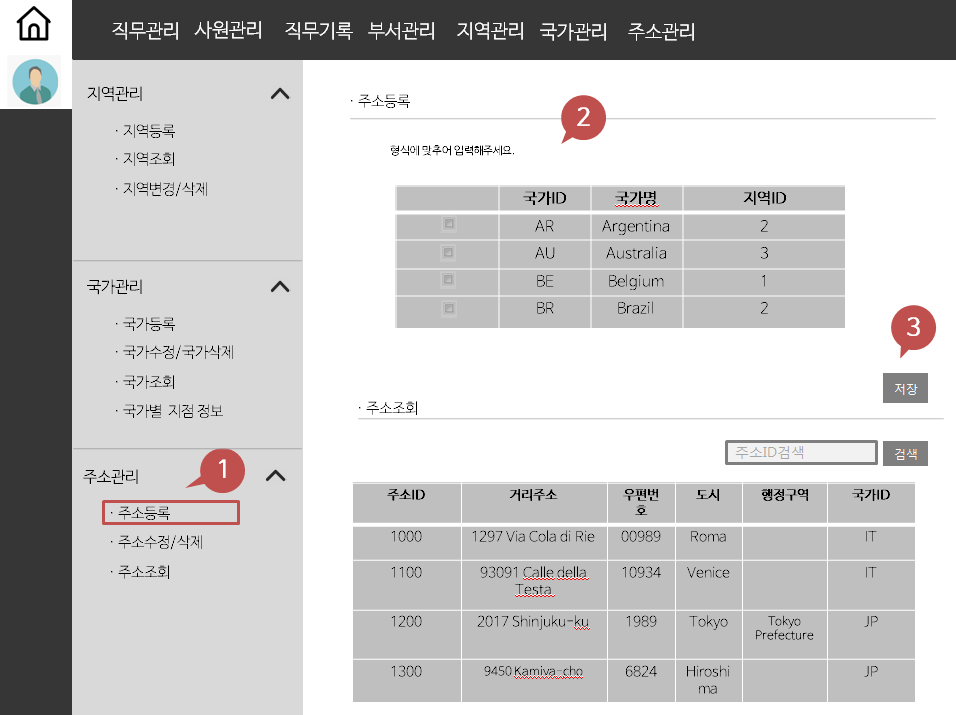 직무관리 사원관리 직무기록 부서관리 지역관리 국가관리 주소관리
지역관리
· 지역등록
· 지역조회
· 지역변경/삭제
국가관리
· 국가등록
· 국가수정/국가삭제
· 국가조회
· 국가별 지점 정보
주소관리
1
· 주소등록
· 주소수정/삭제
· 주소조회
· 주소등록
2
형식에 맞추어 입력해주세요.
국가ID 국가명 지역ID
AR Argentina 2
AU Australia 3
BE Belgium 1
BR Brazil 2
3
저장
· 주소조회
주소ID검색 검색
주소ID 거리주소 우편번호 도시 행정구역 국가ID
1000 1297 Via Cola di Rie 00989 Roma IT
1100 93091 Calle della Testa 10934 Venice IT
1200 2017 Shinjuku-ku 1989 Tokyo Tokyo Prefecture JP
1300 9450 Kamiya-cho 6824 Hiroshima JP